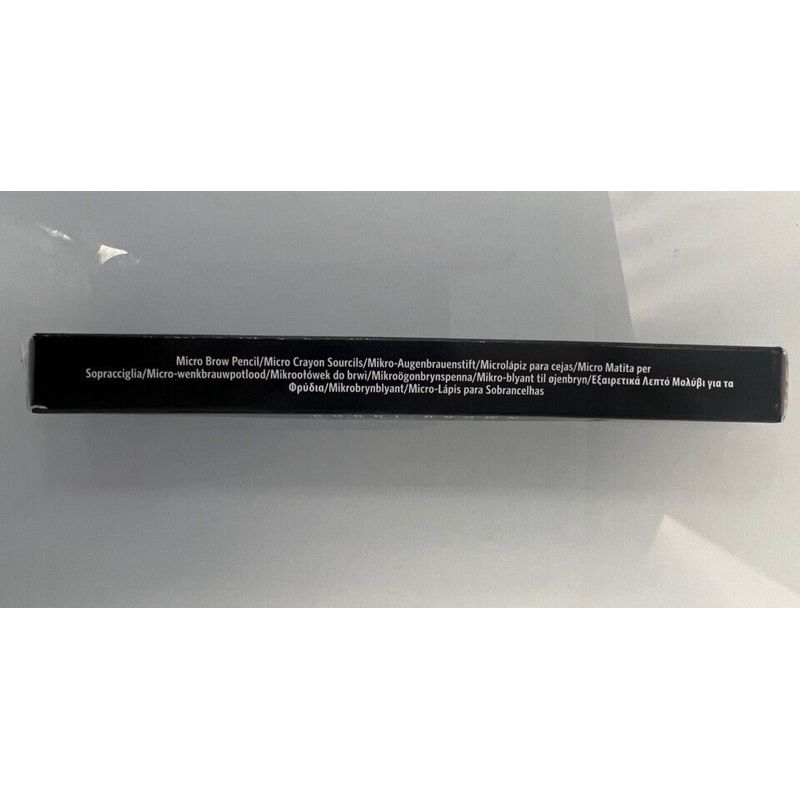 Micro Brow Pencil/Micro Crayon Sourcils/Mikro-Augenbrauenstift/Microlápiz para cejas/Micro Matita per
Sopracciglia/Micro-wenkbrauwpotlood/Mikroołówek do brwi/Mikroögonbrynspenna/Mikro-blyant til øjenbryn/Εξαιρετικά Λεπτό Μολύβι για τα
Φρύδια/Mikrobrynblyant/Micro-Lápis para Sobrancelhas